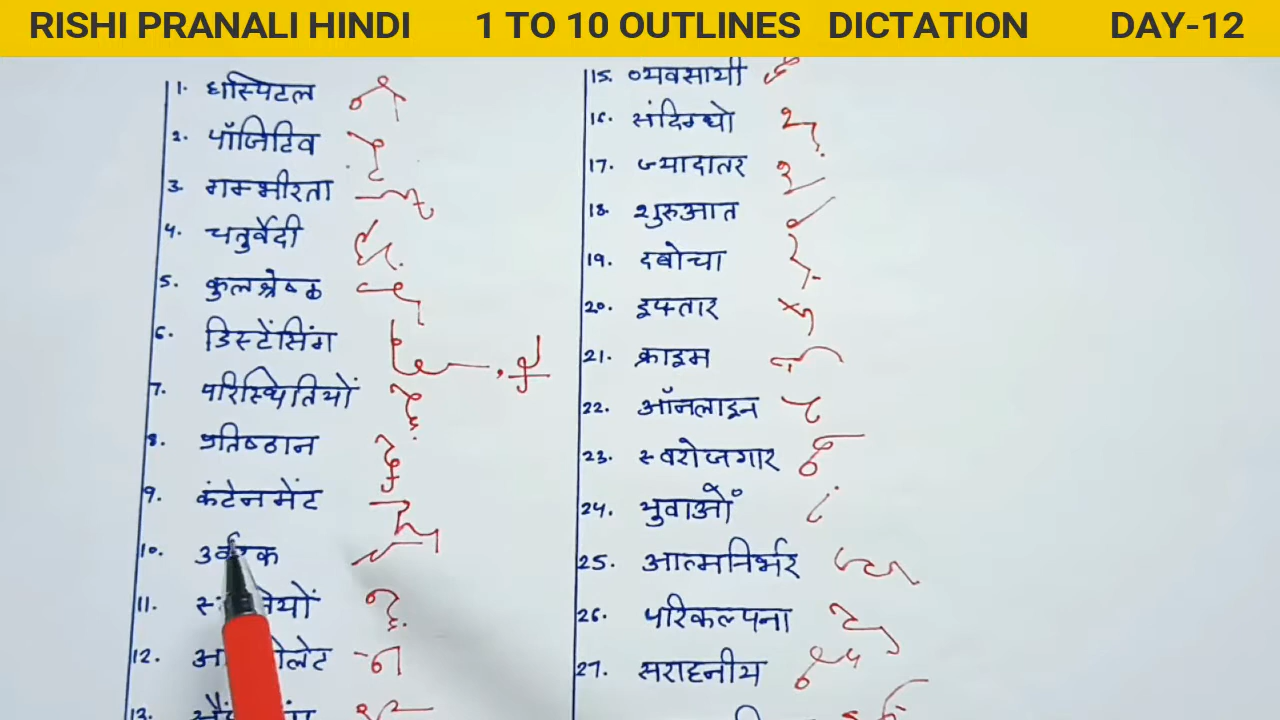 RISHI PRANALI HINDI 1 TO 10 OUTLINES DICTATION DAY-12
1. हास्पिटल
2. पॉजिटिव
3. गम्भीरता
4. चतुर्वेदी
5. कुलश्रेष्ठ
6. डिस्टेंसिंग
7. परिस्थितियों
8. प्रतिष्ठान
9. कंटेनमेंट
10.
11.
12.
13.
15. व्यवसायी
16. संदिग्धो
17. ज्यादातर
18. शुरुआत
19. दबोचा
20. इफ्तार
21. क्राइम
22. ऑनलाइन
23. स्वरोजगार
24. युवाओं
25. आत्मनिर्भर
26. परिकल्पना
27. सराहनीय